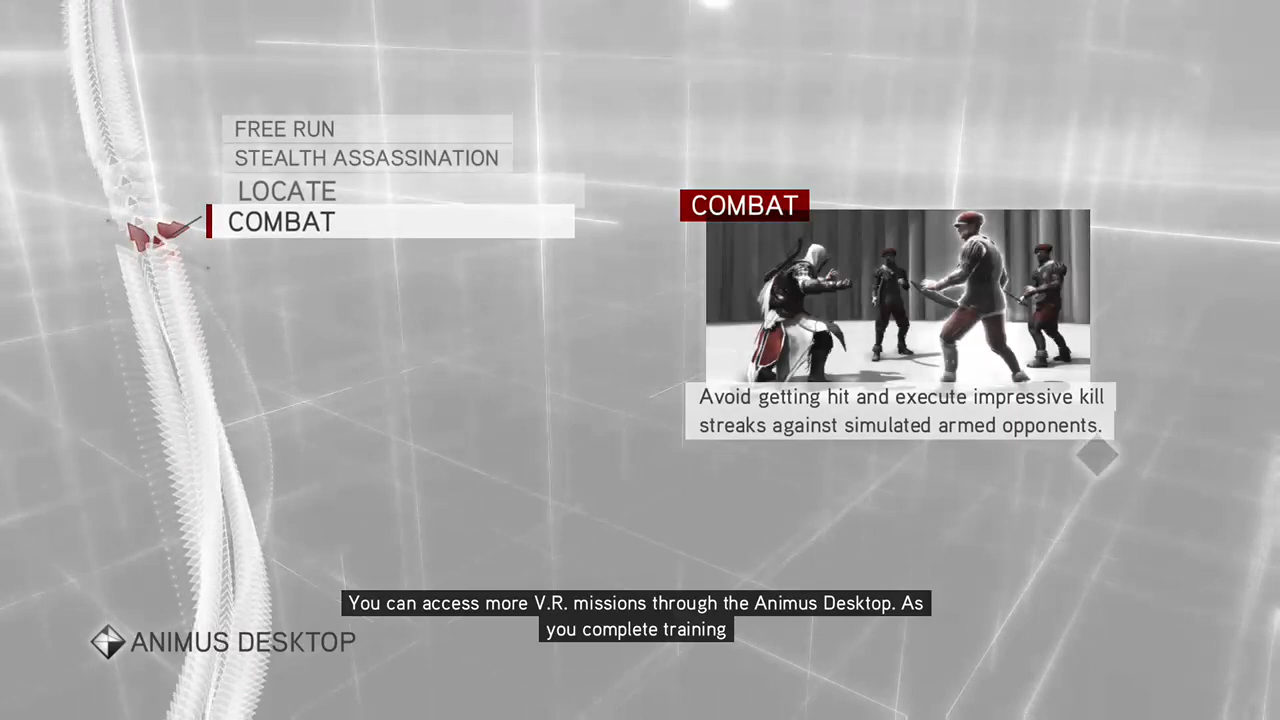 FREE RUN
STEALTH ASSASSINATION
LOCATE
COMBAT
COMBAT
Avoid getting hit and execute impressive kill
streaks against simulated armed opponents.
You can access more V.R. missions through the Animus Desktop. As
you complete training
ANIMUS DESKTOP